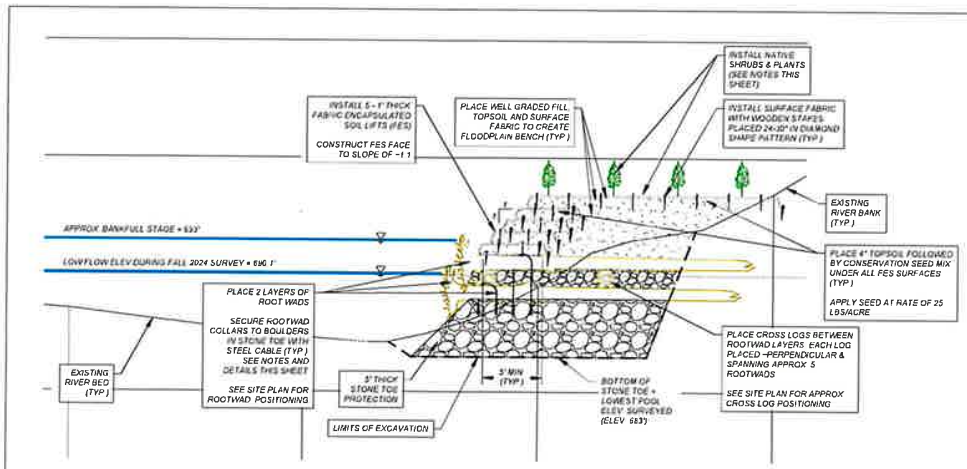 INSTALL NATIVE
SHRUBS & PLANTS
(SEE NOTES THIS
SHEET)
INSTALL 5 - 1' THICK
FABRIC ENCAPSULATED
SOIL LIFTS (FES)
CONSTRUCT FES FACE
TO SLOPE OF ~1:1
PLACE WELL GRADED FILL,
TOPSOIL AND SURFACE
FABRIC TO CREATE
FLOODPLAIN BENCH (TYP)
INSTALL SURFACE FABRIC
WITH WOODEN STAKES
PLACED 24-30" IN DIAMOND
SHAPE PATTERN (TYP)
EXISTING
RIVER BANK
(TYP)
APPROX BANKFULL STAGE = 693'
LOW FLOW ELEV DURING FALL 2024 SURVEY = 690.1'
PLACE 2 LAYERS OF
ROOT WADS
SECURE ROOTWAD
COLLARS TO BOULDERS
IN STONE TOE WITH
STEEL CABLE (TYP)
SEE NOTES AND
DETAILS THIS SHEET
SEE SITE PLAN FOR
ROOTWAD POSITIONING
PLACE 4" TOPSOIL FOLLOWED
BY CONSERVATION SEED MIX
UNDER ALL FES SURFACES
(TYP)
APPLY SEED AT RATE OF 25
LBS/ACRE
PLACE CROSS LOGS BETWEEN
ROOTWAD LAYERS EACH LOG
PLACED ~PERPENDICULAR &
SPANNING APPROX 5
ROOTWADS
SEE SITE PLAN FOR APPROX
CROSS LOG POSITIONING
EXISTING
RIVER BED
(TYP)
5' THICK
STONE TOE
PROTECTION
5' MIN
(TYP)
BOTTOM OF
STONE TOE =
LOWEST POOL
ELEV SURVEYED
(ELEV 683')
LIMITS OF EXCAVATION